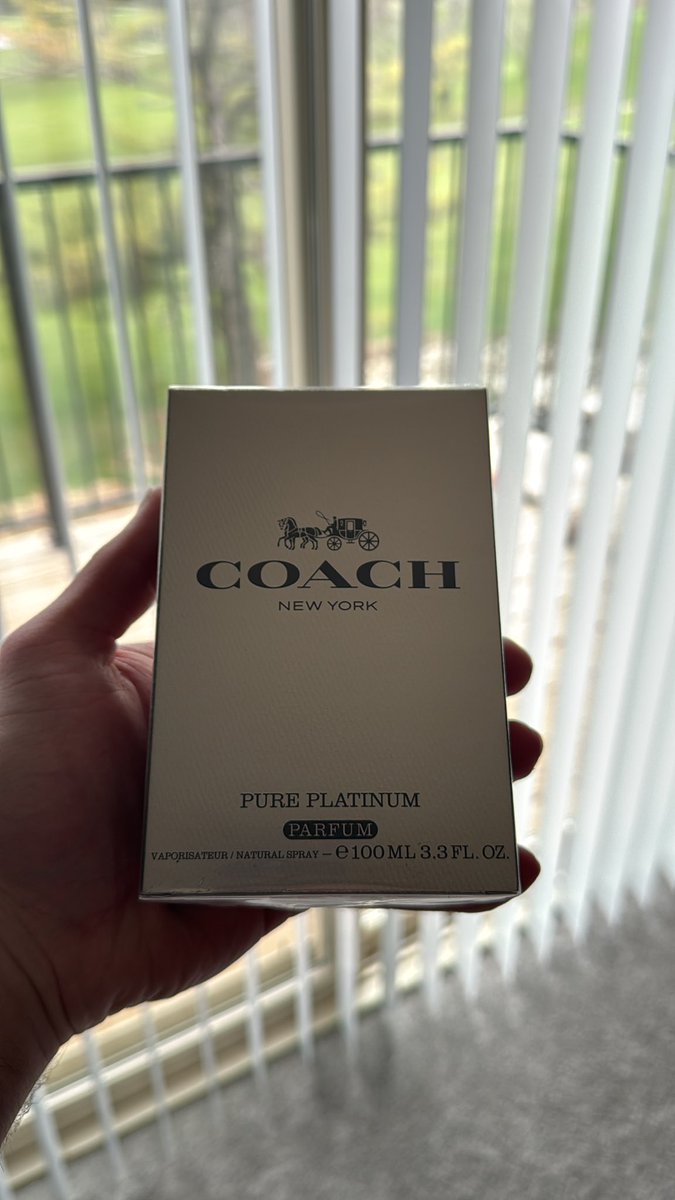 COACH
NEW YORK
PURE PLATINUM
PARFUM
VAPORISATEUR / NATURAL SPRAY – ℮100 ML 3.3 FL. OZ.